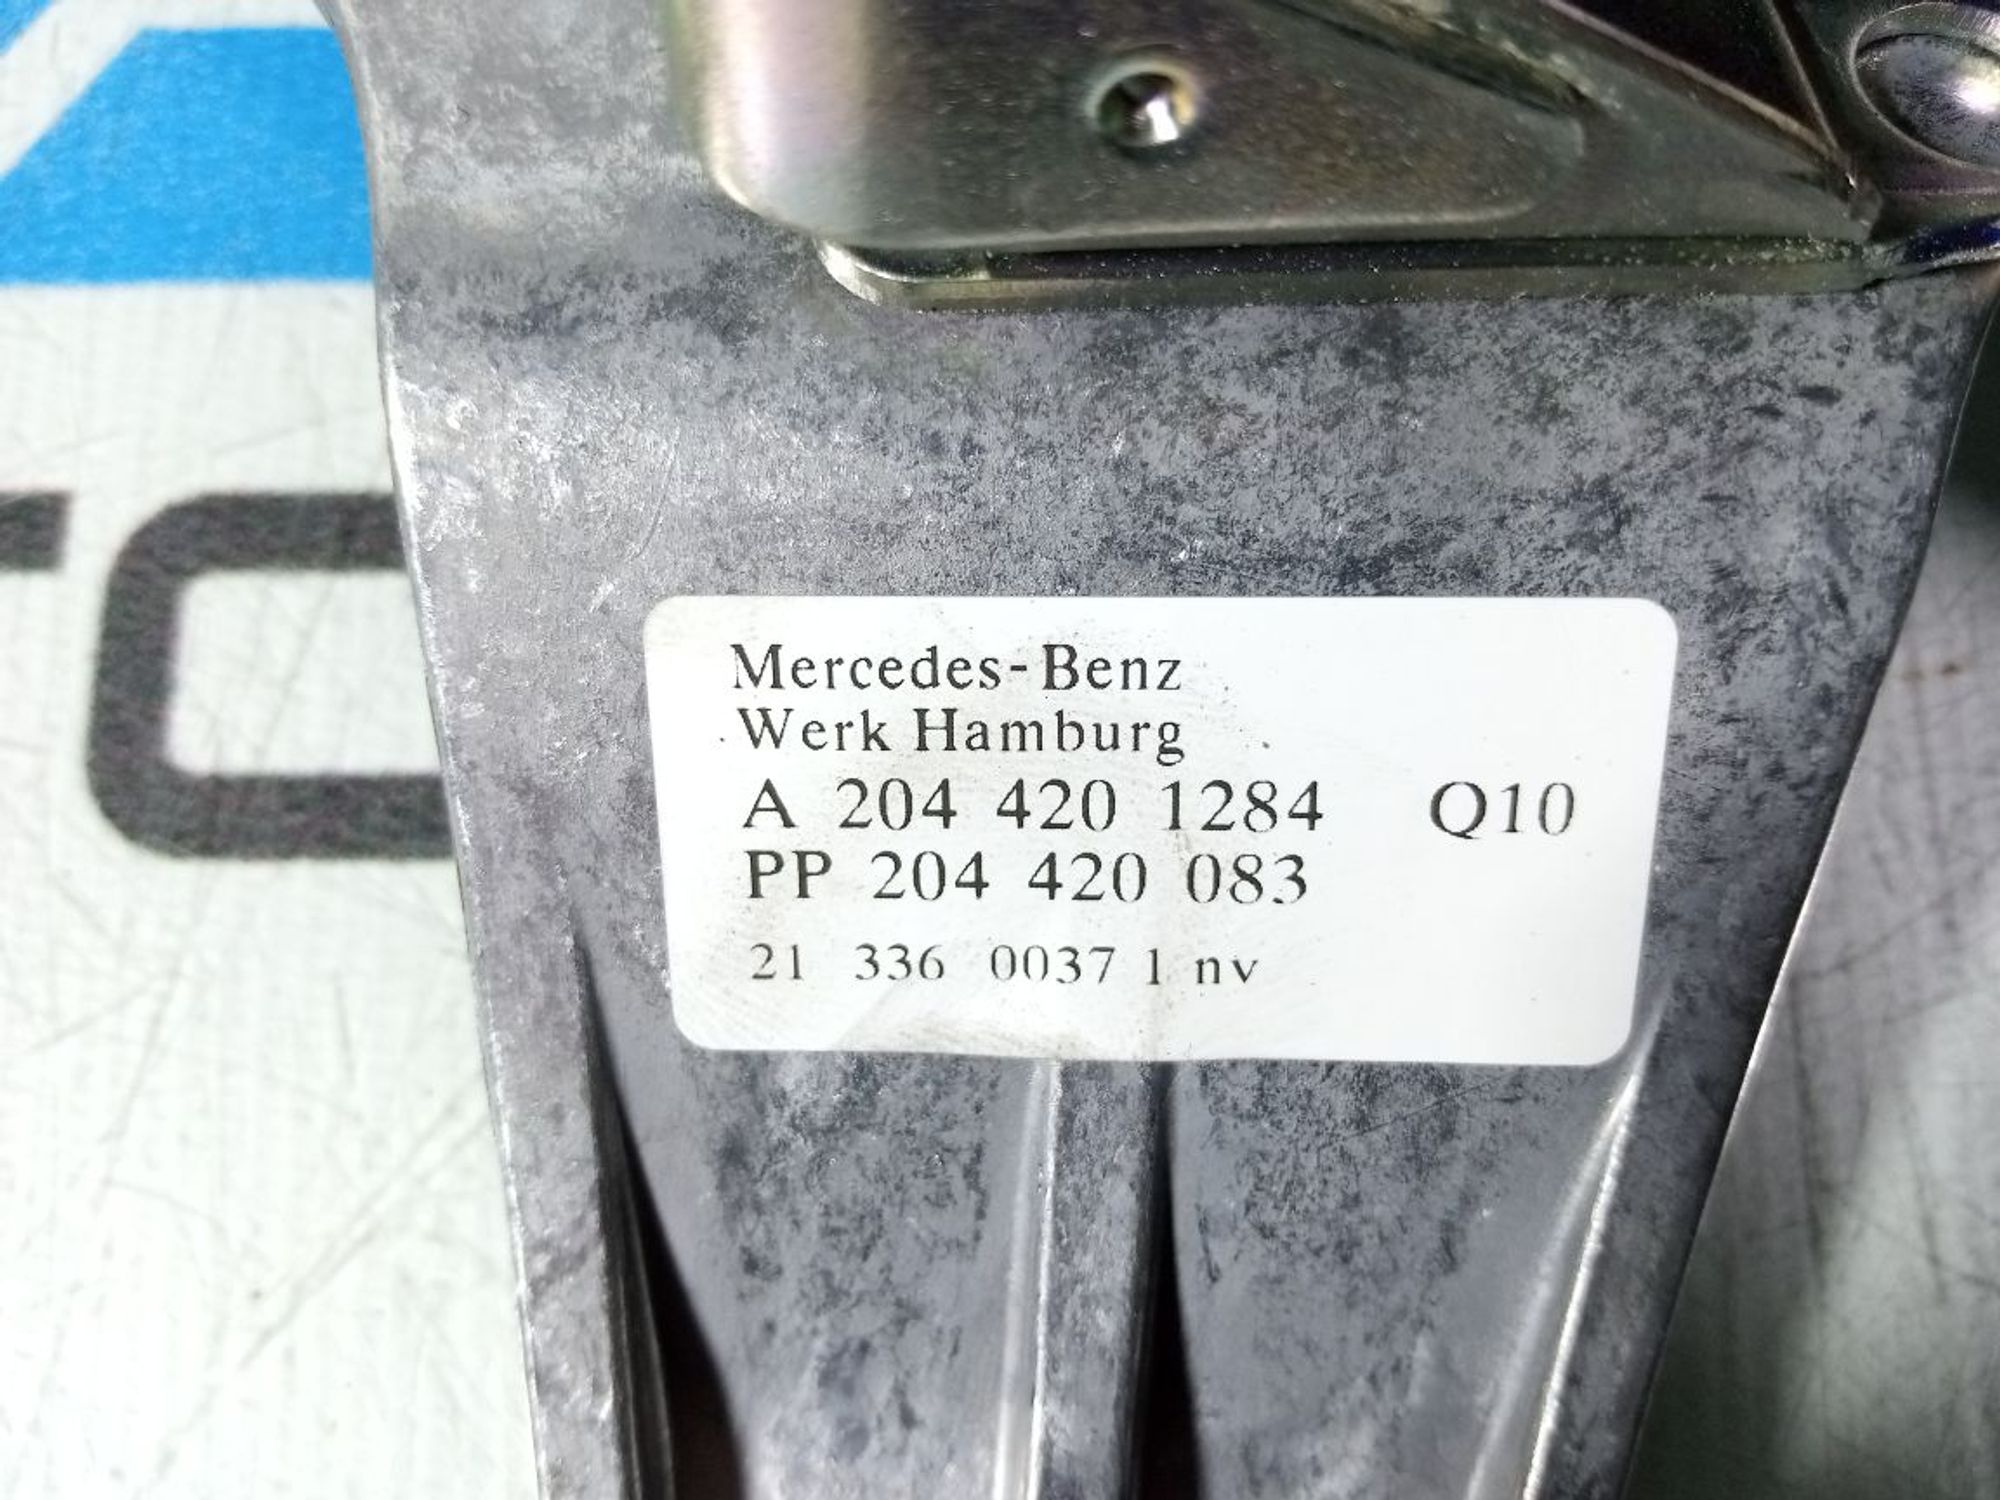 Mercedes-Benz
Werk Hamburg
A 204 420 1284 Q10
PP 204 420 083
21 336 0037 1 nv